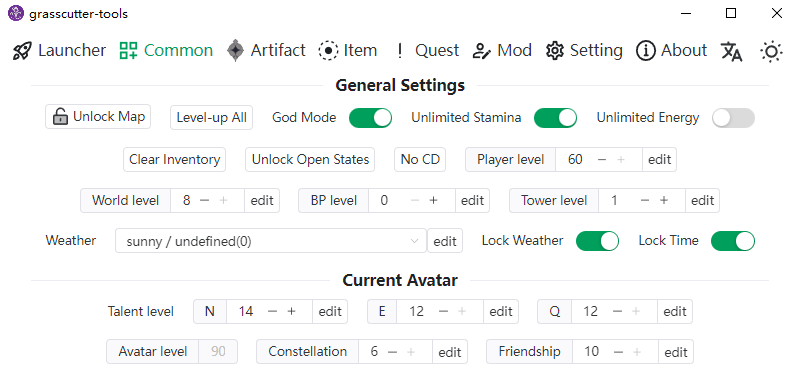 grasscutter-tools
Launcher Common Artifact Item Quest Mod Setting About
General Settings
Unlock Map Level-up All God Mode Unlimited Stamina Unlimited Energy
Clear Inventory Unlock Open States No CD Player level 60 − + edit
World level 8 − + edit BP level 0 − + edit Tower level 1 − + edit
Weather sunny / undefined(0) edit Lock Weather Lock Time
Current Avatar
Talent level N 14 − + edit E 12 − + edit Q 12 − + edit
Avatar level 90 Constellation 6 − + edit Friendship 10 − + edit